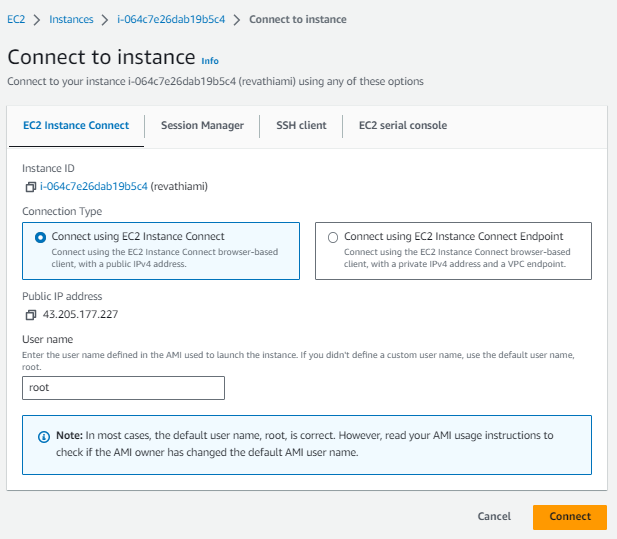 EC2 > Instances > i-064c7e26dab19b5c4 > Connect to instance
Connect to instance Info
Connect to your instance i-064c7e26dab19b5c4 (revathiami) using any of these options
EC2 Instance Connect
Session Manager
SSH client
EC2 serial console
Instance ID
i-064c7e26dab19b5c4 (revathiami)
Connection Type
Connect using EC2 Instance Connect
Connect using the EC2 Instance Connect browser-based
client, with a public IPv4 address.
Connect using EC2 Instance Connect Endpoint
Connect using the EC2 Instance Connect browser-based
client, with a private IPv4 address and a VPC endpoint.
Public IP address
43.205.177.227
User name
Enter the user name defined in the AMI used to launch the instance. If you didn't define a custom user name, use the default user name,
root.
root
Note: In most cases, the default user name, root, is correct. However, read your AMI usage instructions to
check if the AMI owner has changed the default AMI user name.
Cancel
Connect